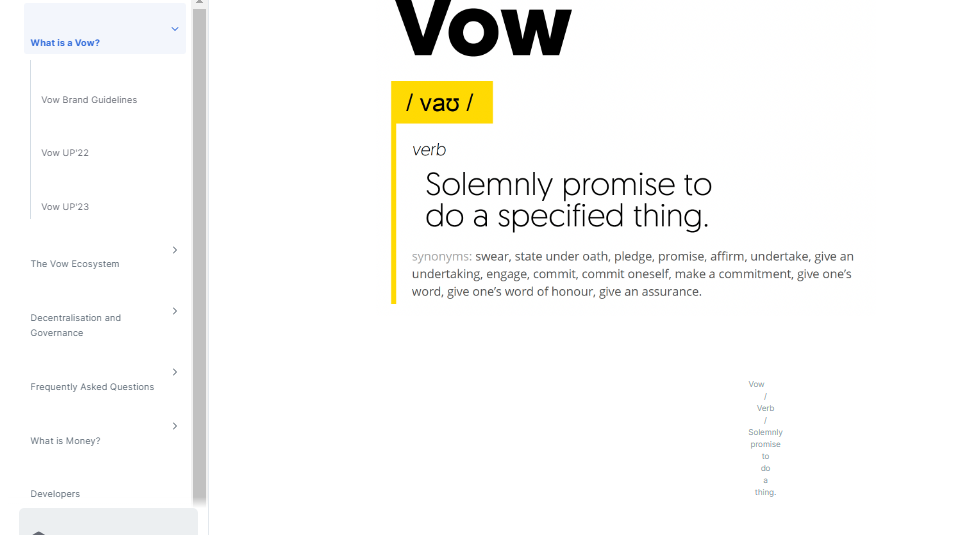 What is a Vow?
Vow Brand Guidelines
Vow UP'22
Vow UP'23
The Vow Ecosystem
Decentralisation and
Governance
Frequently Asked Questions
What is Money?
Developers
Vow
/ vaʊ /
verb
Solemnly promise to
do a specified thing.
synonyms: swear, state under oath, pledge, promise, affirm, undertake, give an
undertaking, engage, commit, commit oneself, make a commitment, give one's
word, give one's word of honour, give an assurance.
Vow
/
Verb
/
Solemnly
promise
to
do
a
thing.